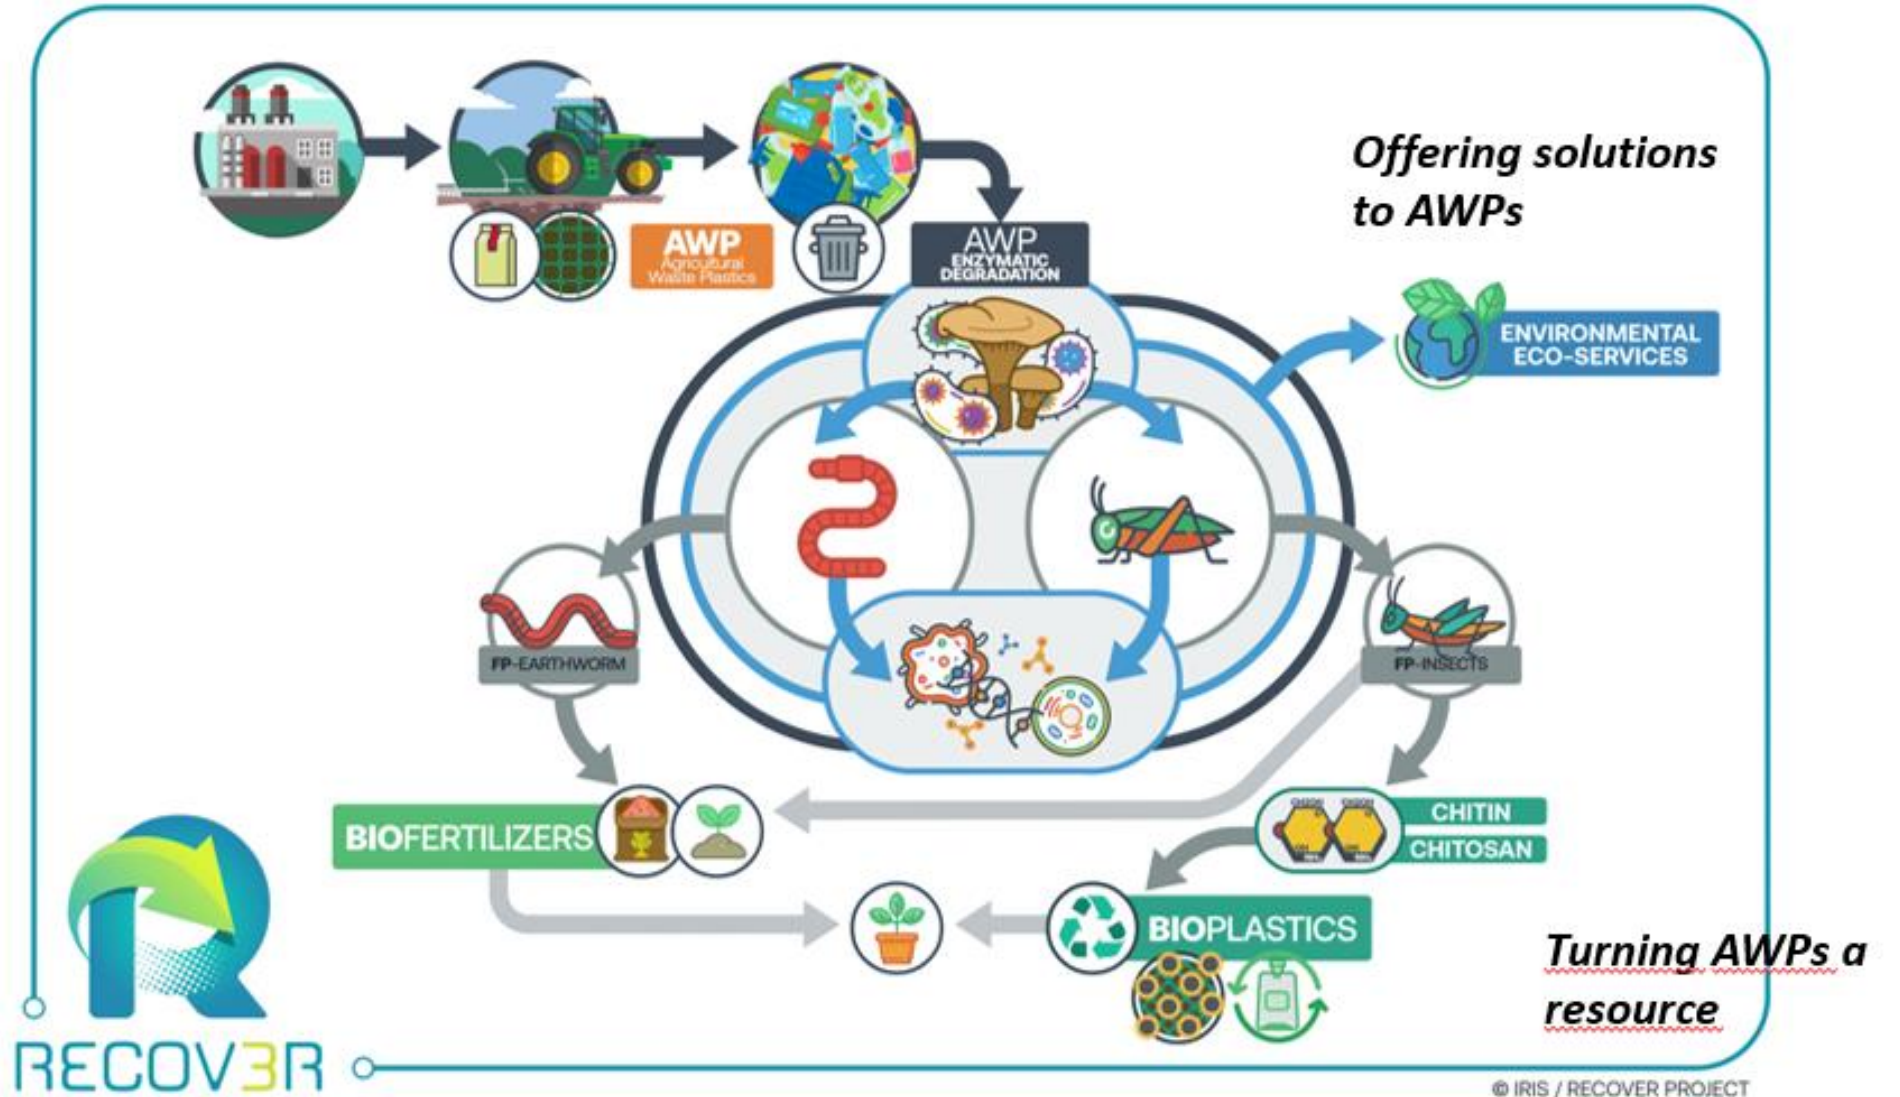 Offering solutions
to AWPs
AWP
Agricultural
Waste Plastics
AWP
ENZYMATIC
DEGRADATION
ENVIRONMENTAL
ECO-SERVICES
FP-EARTHWORM
FP-INSECTS
BIOFERTILIZERS
CHITIN
CHITOSAN
BIOPLASTICS
Turning AWPs a
resource
RECOV3R
© IRIS / RECOVER PROJECT